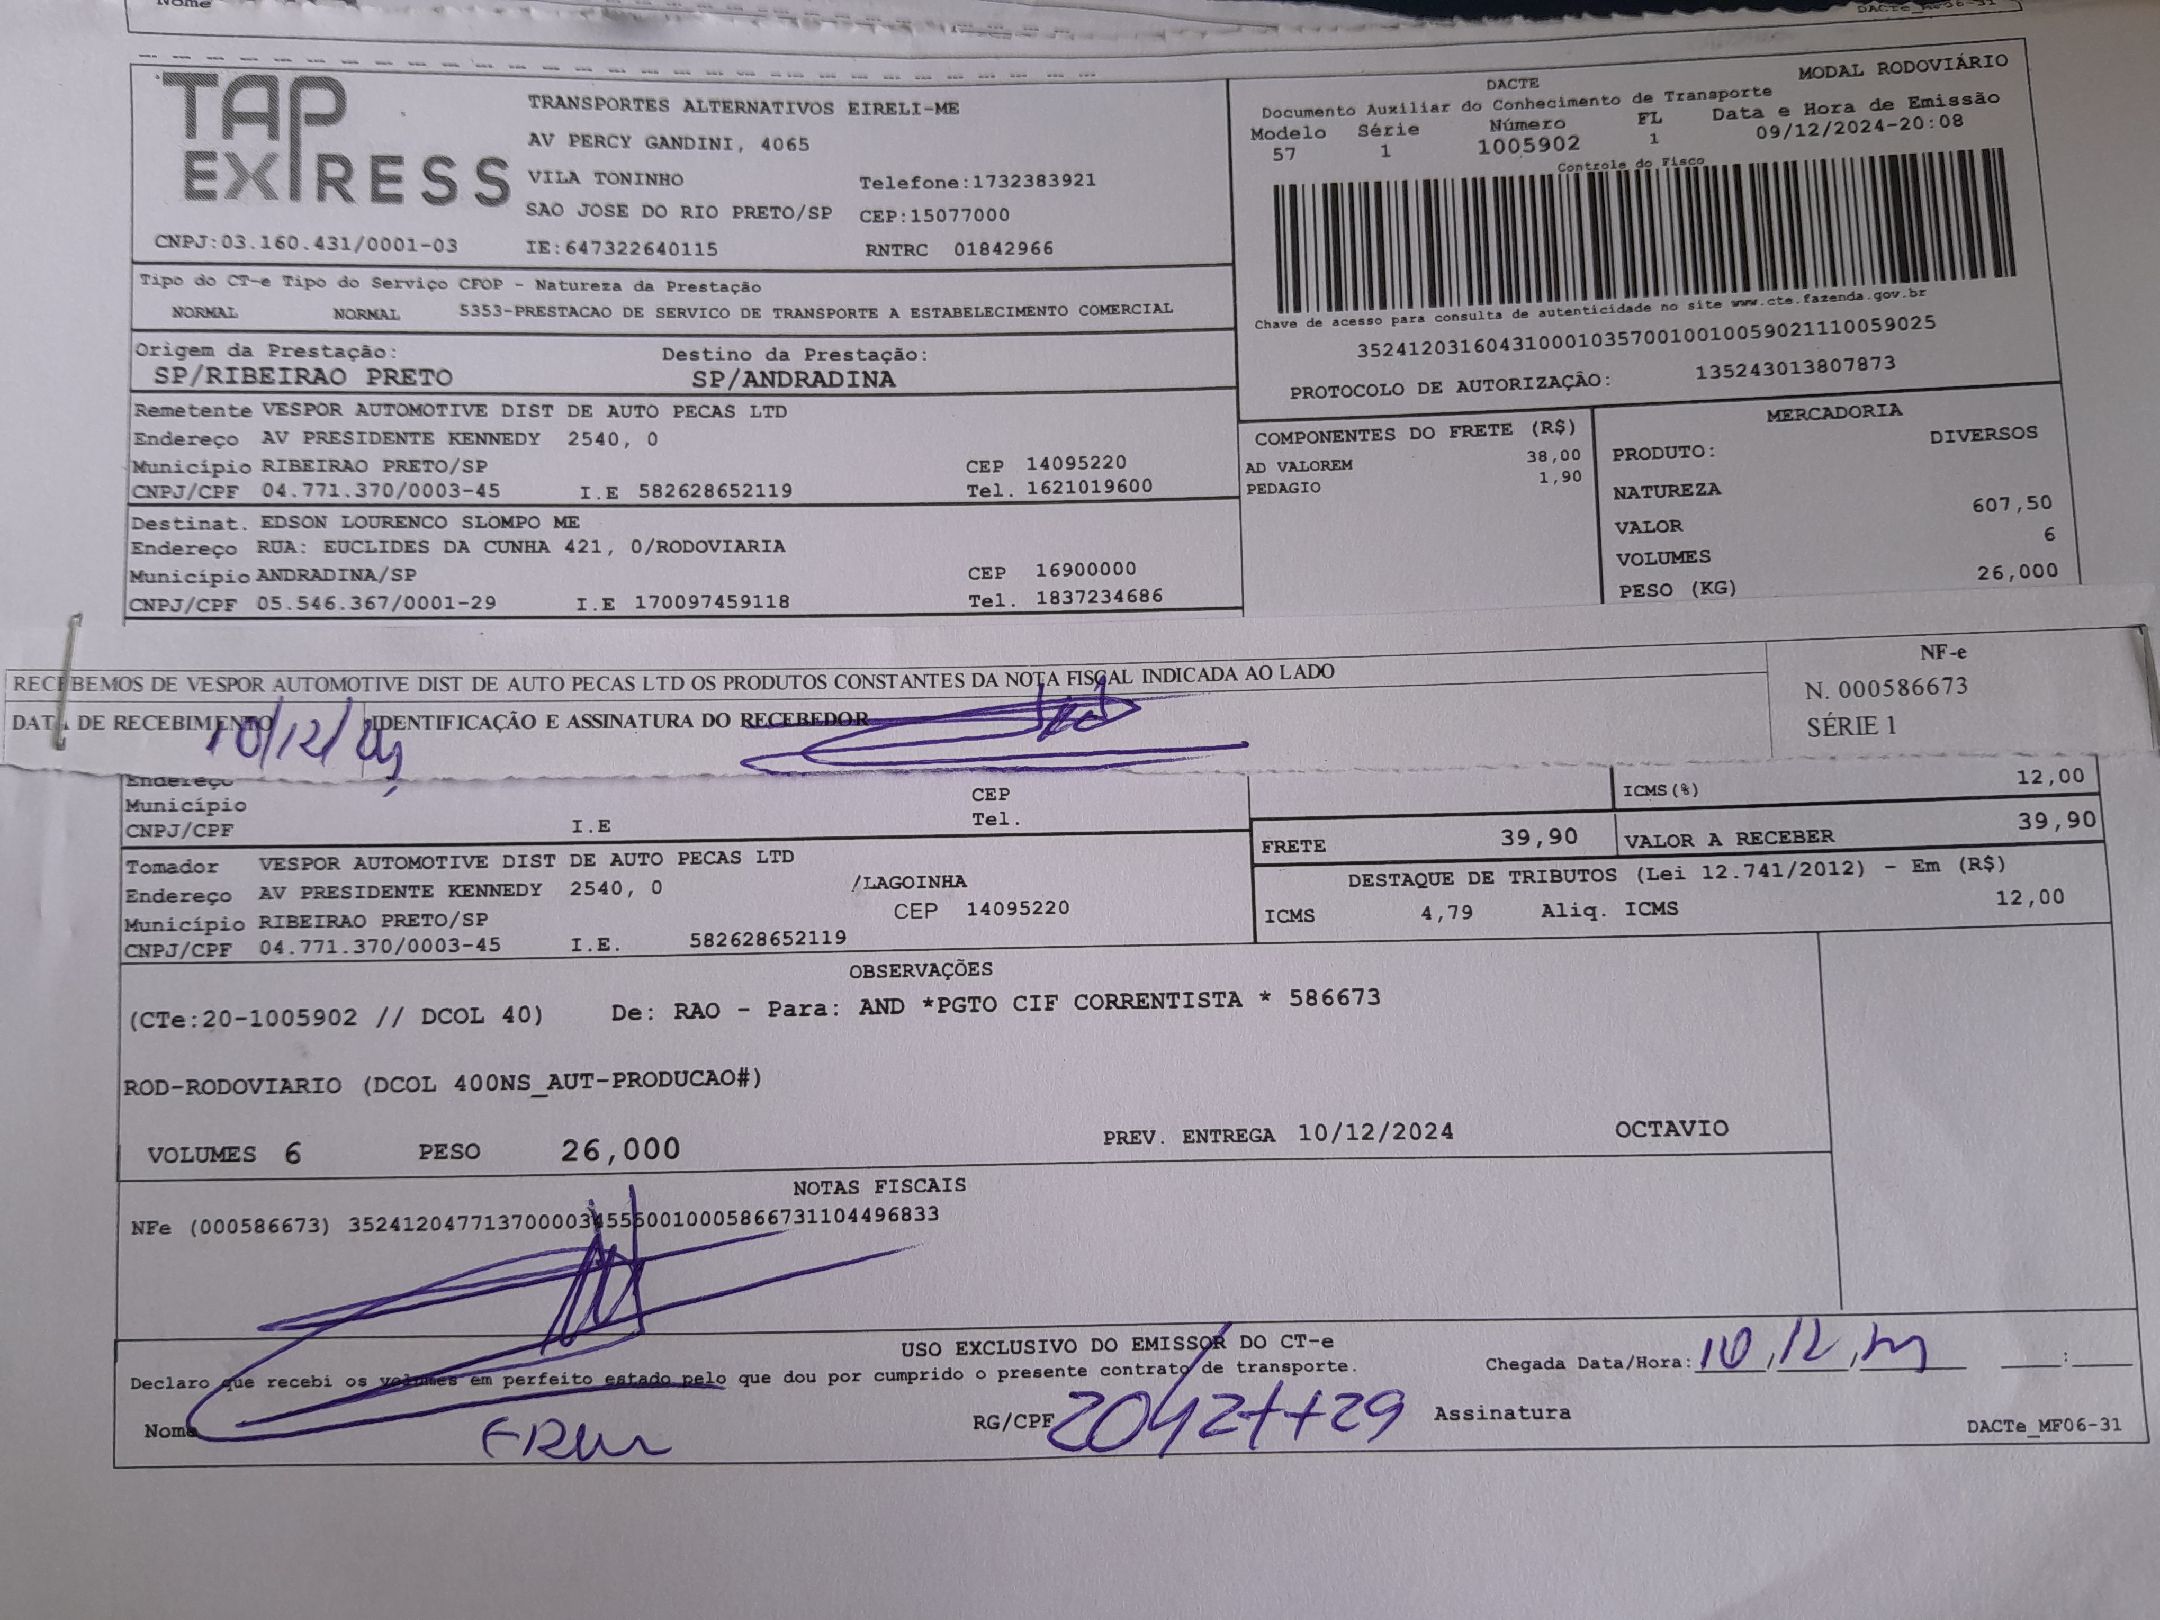 Nome
DACTe_MF06-31
TAP EXPRESS
TRANSPORTES ALTERNATIVOS EIRELI-ME
AV PERCY GANDINI, 4065
VILA TONINHO Telefone:1732383921
SAO JOSE DO RIO PRETO/SP CEP:15077000
CNPJ:03.160.431/0001-03 IE:647322640115 RNTRC 01842966
DACTE MODAL RODOVIÁRIO
Documento Auxiliar do Conhecimento de Transporte
Modelo Série Número FL Data e Hora de Emissão
57 1 1005902 1 09/12/2024-20:08
Controle do Fisco
Chave de acesso para consulta de autenticidade no site www.cte.fazenda.gov.br
35241203160431000103570010010059021110059025
PROTOCOLO DE AUTORIZAÇÃO: 135243013807873
Tipo do CT-e Tipo do Serviço CFOP - Natureza da Prestação
NORMAL NORMAL 5353-PRESTACAO DE SERVICO DE TRANSPORTE A ESTABELECIMENTO COMERCIAL
Origem da Prestação: Destino da Prestação:
SP/RIBEIRAO PRETO SP/ANDRADINA
Remetente VESPOR AUTOMOTIVE DIST DE AUTO PECAS LTD
Endereço AV PRESIDENTE KENNEDY 2540, 0
Município RIBEIRAO PRETO/SP CEP 14095220
CNPJ/CPF 04.771.370/0003-45 I.E 582628652119 Tel. 1621019600
Destinat. EDSON LOURENCO SLOMPO ME
Endereço RUA: EUCLIDES DA CUNHA 421, 0/RODOVIARIA
Município ANDRADINA/SP CEP 16900000
CNPJ/CPF 05.546.367/0001-29 I.E 170097459118 Tel. 1837234686
COMPONENTES DO FRETE (R$)
AD VALOREM 38,00
PEDAGIO 1,90
MERCADORIA
PRODUTO: DIVERSOS
NATUREZA
VALOR 607,50
VOLUMES 6
PESO (KG) 26,000
RECEBEMOS DE VESPOR AUTOMOTIVE DIST DE AUTO PECAS LTD OS PRODUTOS CONSTANTES DA NOTA FISCAL INDICADA AO LADO
DATA DE RECEBIMENTO IDENTIFICAÇÃO E ASSINATURA DO RECEBEDOR
10/12/24
NF-e
N. 000586673
SÉRIE 1
Endereço
Município CEP
CNPJ/CPF I.E Tel.
ICMS(%) 12,00
FRETE 39,90 VALOR A RECEBER 39,90
Tomador VESPOR AUTOMOTIVE DIST DE AUTO PECAS LTD
Endereço AV PRESIDENTE KENNEDY 2540, 0 /LAGOINHA
Município RIBEIRAO PRETO/SP CEP 14095220
CNPJ/CPF 04.771.370/0003-45 I.E. 582628652119
DESTAQUE DE TRIBUTOS (Lei 12.741/2012) - Em (R$)
ICMS 4,79 Aliq. ICMS 12,00
OBSERVAÇÕES
(CTe:20-1005902 // DCOL 40) De: RAO - Para: AND *PGTO CIF CORRENTISTA * 586673
ROD-RODOVIARIO (DCOL 400NS_AUT-PRODUCAO#)
VOLUMES 6 PESO 26,000 PREV. ENTREGA 10/12/2024 OCTAVIO
NOTAS FISCAIS
NFe (000586673) 35241204771370000345550010005866731104496833
USO EXCLUSIVO DO EMISSOR DO CT-e
Declaro que recebi os volumes em perfeito estado pelo que dou por cumprido o presente contrato de transporte.
Chegada Data/Hora: 10,12, :
Nome RG/CPF Assinatura
DACTe_MF06-31